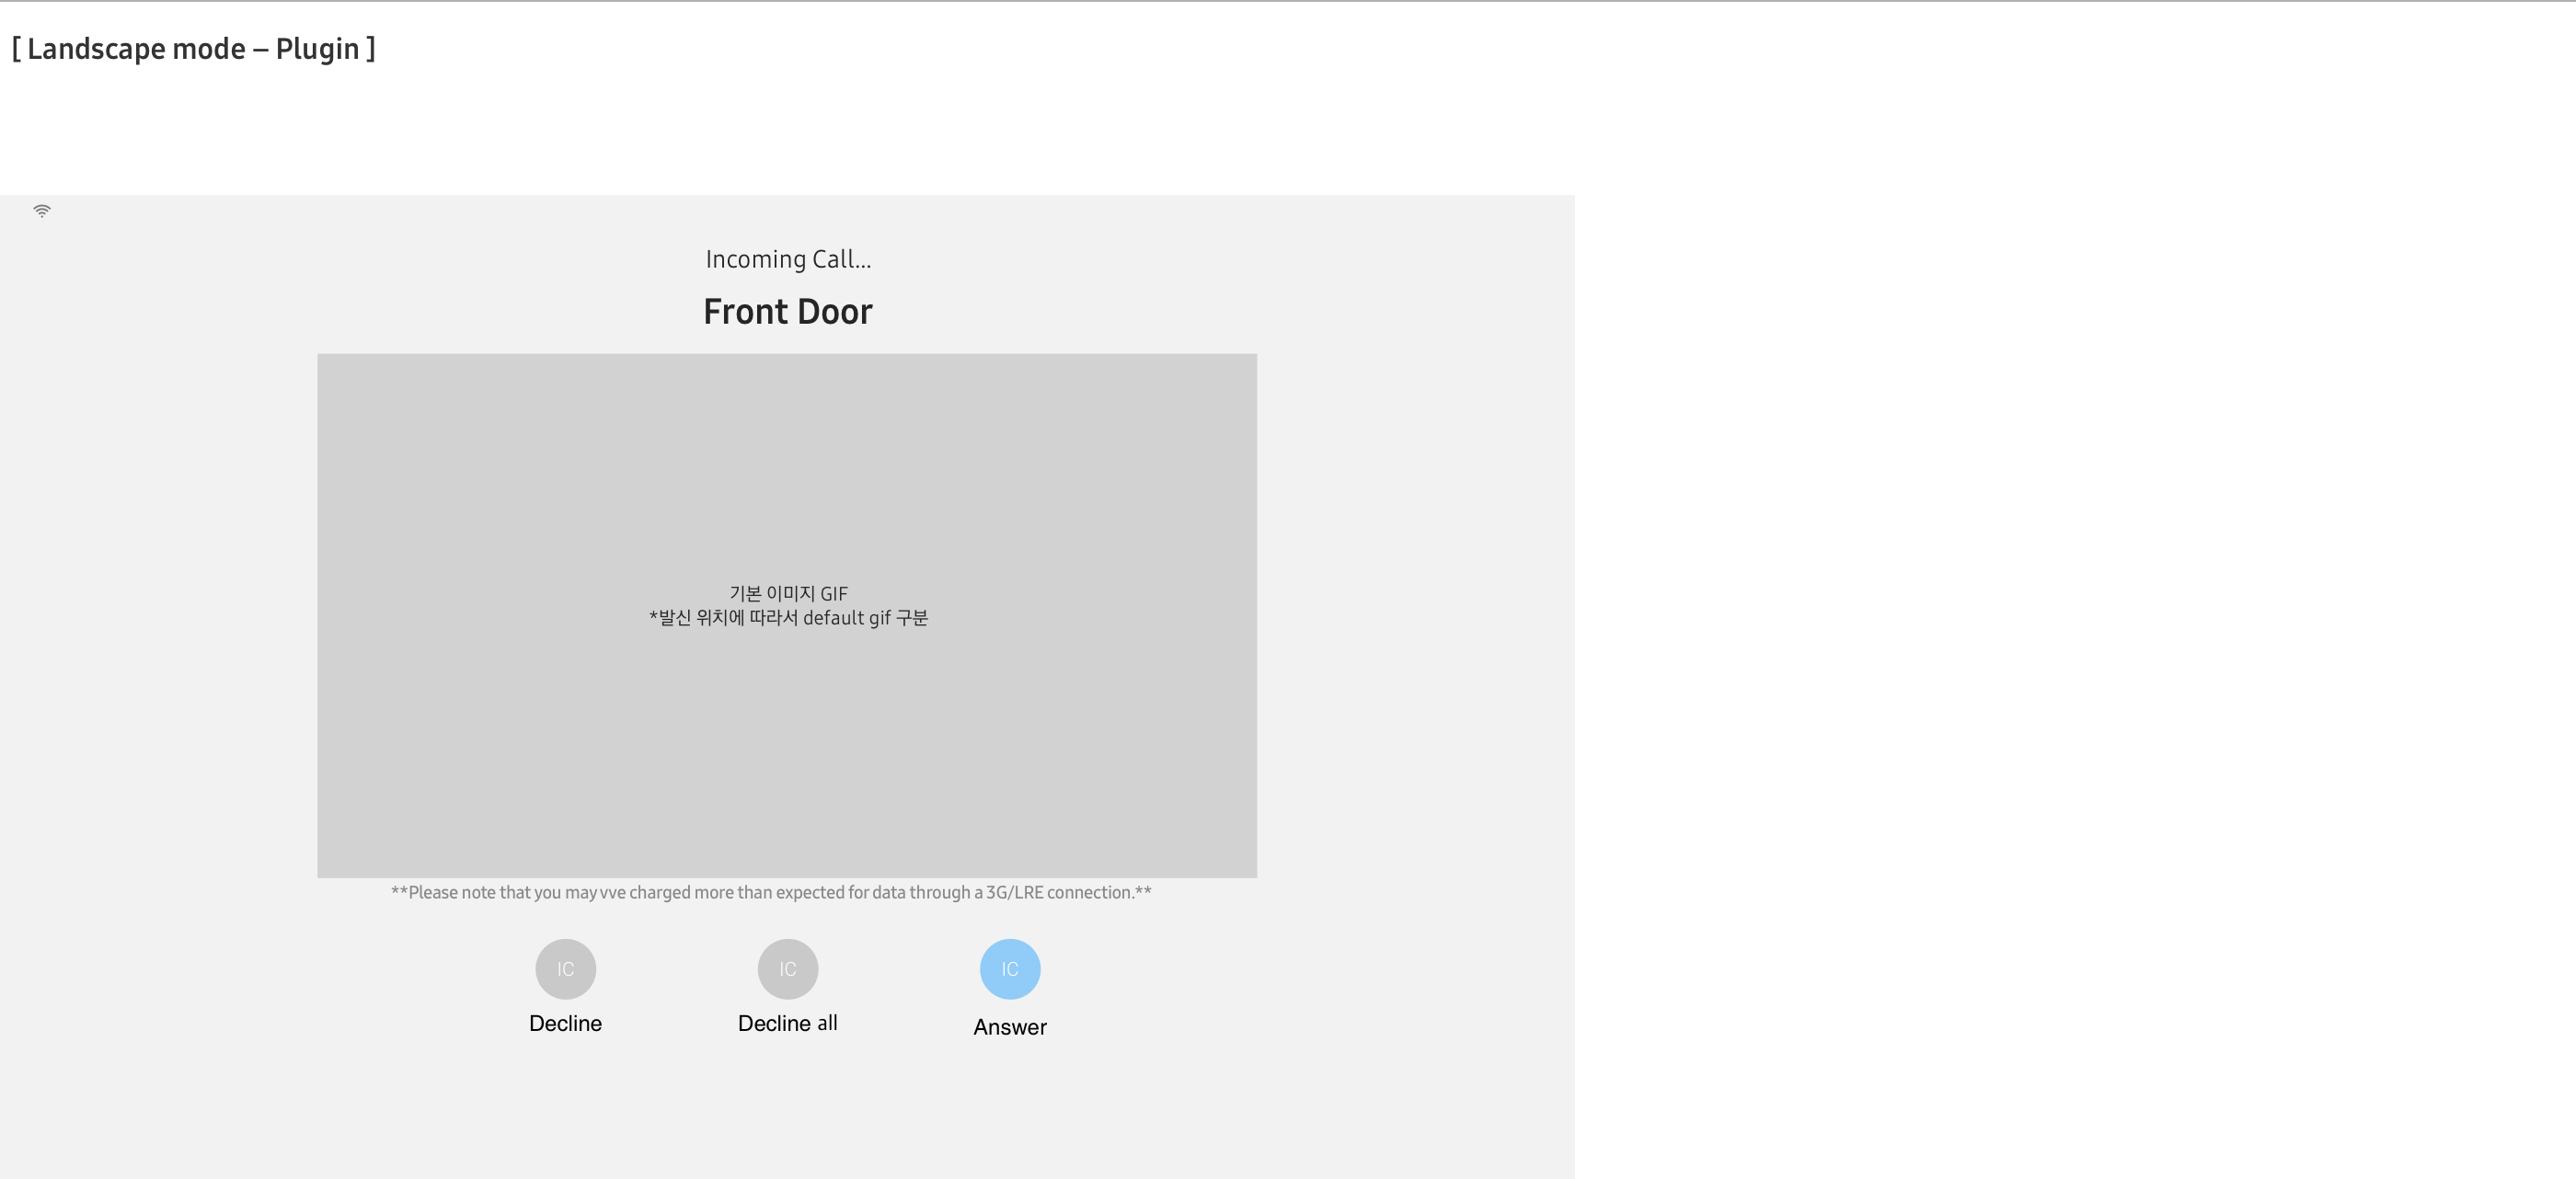 [ Landscape mode – Plugin ]
Incoming Call...
Front Door
기본 이미지 GIF
*발신 위치에 따라서 default gif 구분
**Please note that you may vve charged more than expected for data through a 3G/LRE connection.**
IC IC IC
Decline Decline all Answer